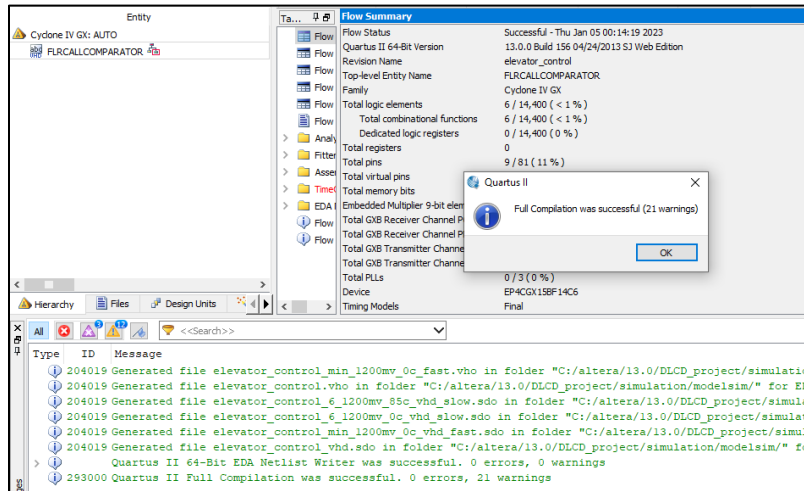 Entity
Cyclone IV GX: AUTO
FLRCALLCOMPARATOR
Ta...
Flow
Flow
Flow
Flow
Flow
Analy
Fitter
Asse
TimeQ
EDA
Flow
Flow
Flow Summary
Flow Status Successful - Thu Jan 05 00:14:19 2023
Quartus II 64-Bit Version 13.0.0 Build 156 04/24/2013 SJ Web Edition
Revision Name elevator_control
Top-level Entity Name FLRCALLCOMPARATOR
Family Cyclone IV GX
Total logic elements 6 / 14,400 ( < 1 % )
Total combinational functions 6 / 14,400 ( < 1 % )
Dedicated logic registers 0 / 14,400 ( 0 % )
Total registers 0
Total pins 9 / 81 ( 11 % )
Total virtual pins
Total memory bits
Embedded Multiplier 9-bit elem
Total GXB Receiver Channel P
Total GXB Receiver Channel P
Total GXB Transmitter Channe
Total GXB Transmitter Channe
Total PLLs 0 / 3 ( 0 % )
Device EP4CGX15BF14C6
Timing Models Final
Quartus II
Full Compilation was successful (21 warnings)
OK
Hierarchy Files Design Units
All <<Search>>
Type ID Message
204019 Generated file elevator_control_min_1200mv_0c_fast.vho in folder "C:/altera/13.0/DLCD_project/simulatio
204019 Generated file elevator_control.vho in folder "C:/altera/13.0/DLCD_project/simulation/modelsim/" for E
204019 Generated file elevator_control_6_1200mv_85c_vhd_slow.sdo in folder "C:/altera/13.0/DLCD_project/simula
204019 Generated file elevator_control_6_1200mv_0c_vhd_slow.sdo in folder "C:/altera/13.0/DLCD_project/simulat
204019 Generated file elevator_control_min_1200mv_0c_vhd_fast.sdo in folder "C:/altera/13.0/DLCD_project/simul
204019 Generated file elevator_control_vhd.sdo in folder "C:/altera/13.0/DLCD_project/simulation/modelsim/" fo
Quartus II 64-Bit EDA Netlist Writer was successful. 0 errors, 0 warnings
293000 Quartus II Full Compilation was successful. 0 errors, 21 warnings